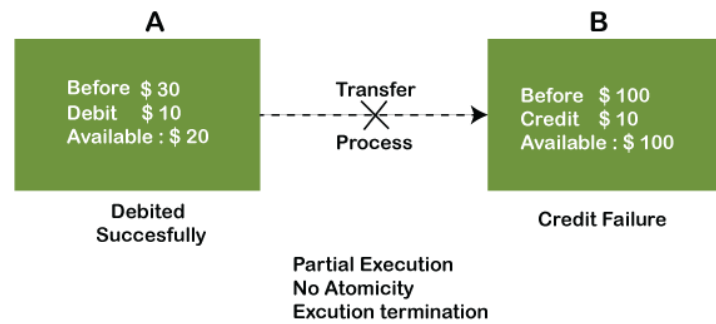 A
Before $ 30
Debit $ 10
Available : $ 20
Debited
Succesfully
Transfer
Process
B
Before $ 100
Credit $ 10
Available : $ 100
Credit Failure
Partial Execution
No Atomicity
Excution termination